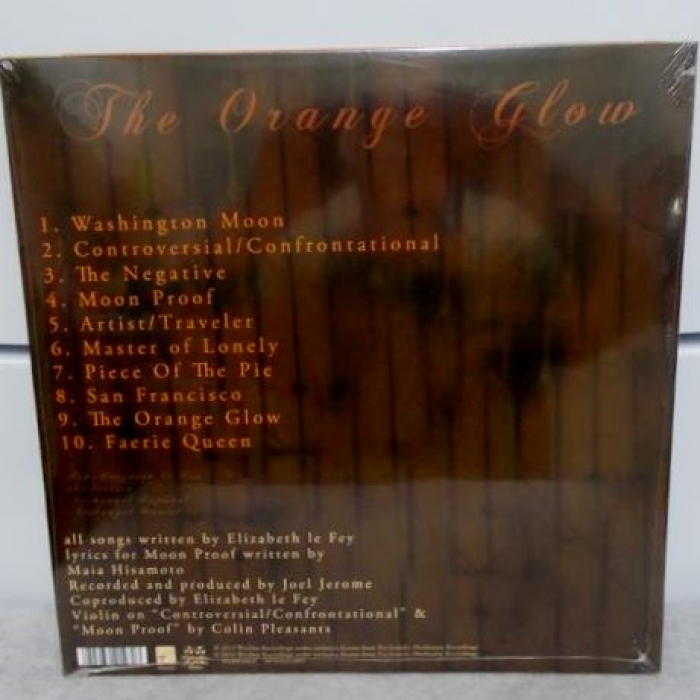 The Orange Glow
1. Washington Moon
2. Controversial/Confrontational
3. The Negative
4. Moon Proof
5. Artist/Traveler
6. Master of Lonely
7. Piece Of The Pie
8. San Francisco
9. The Orange Glow
10. Faerie Queen
all songs written by Elizabeth le Fey
lyrics for Moon Proof written by
Maia Hisamoto
Recorded and produced by Joel Jerome
Coproduced by Elizabeth le Fey
Violin on "Controversial/Confrontational" &
"Moon Proof" by Colin Pleasants